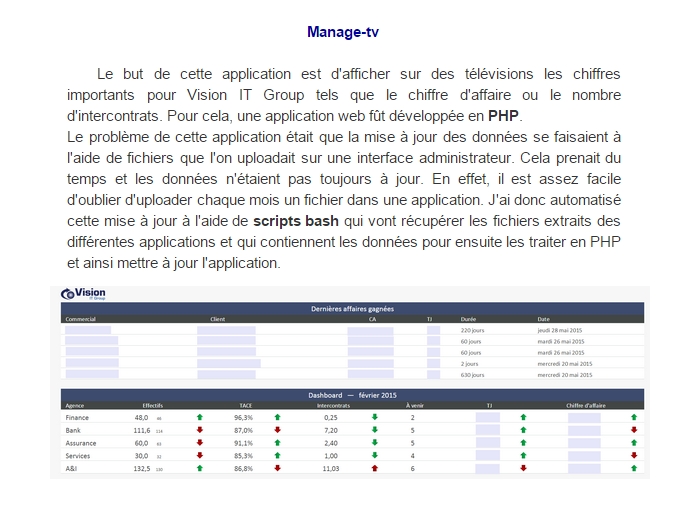 Manage-tv
Le but de cette application est d'afficher sur des télévisions les chiffres
importants pour Vision IT Group tels que le chiffre d'affaire ou le nombre
d'intercontrats. Pour cela, une application web fût développée en PHP.
Le problème de cette application était que la mise à jour des données se faisaient à
l'aide de fichiers que l'on uploadait sur une interface administrateur. Cela prenait du
temps et les données n'étaient pas toujours à jour. En effet, il est assez facile
d'oublier d'uploader chaque mois un fichier dans une application. J'ai donc automatisé
cette mise à jour à l'aide de scripts bash qui vont récupérer les fichiers extraits des
différentes applications et qui contiennent les données pour ensuite les traiter en PHP
et ainsi mettre à jour l'application.
Vision
IT Group
Dernières affaires gagnées
Commercial Client CA TJ Durée Date
220 jours jeudi 28 mai 2015
60 jours mardi 26 mai 2015
60 jours mardi 26 mai 2015
2 jours mercredi 20 mai 2015
630 jours mercredi 20 mai 2015
Dashboard — février 2015
Agence Effectifs TACE Intercontrats À venir TJ Chiffre d'affaire
Finance 48,0 96,3% 0,25 2
Bank 111,6 114 87,0% 7,20 5
Assurance 60,0 91,1% 2,40 5
Services 30,0 32 85,3% 1,00 4
A&I 132,5 86,8% 11,03 6